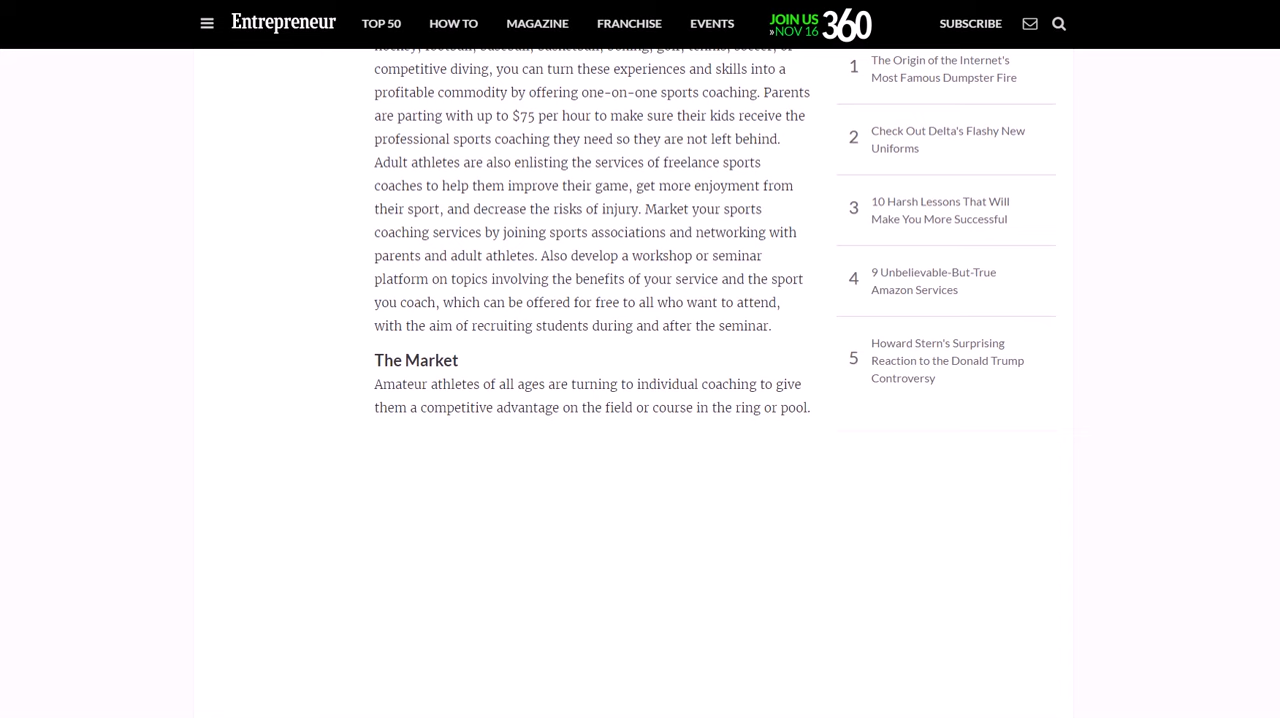 Entrepreneur
TOP 50
HOW TO
MAGAZINE
FRANCHISE
EVENTS
JOIN US
»NOV 16
360
SUBSCRIBE
hockey, football, baseball, basketball, boxing, golf, tennis, soccer, or
competitive diving, you can turn these experiences and skills into a
profitable commodity by offering one-on-one sports coaching. Parents
are parting with up to $75 per hour to make sure their kids receive the
professional sports coaching they need so they are not left behind.
Adult athletes are also enlisting the services of freelance sports
coaches to help them improve their game, get more enjoyment from
their sport, and decrease the risks of injury. Market your sports
coaching services by joining sports associations and networking with
parents and adult athletes. Also develop a workshop or seminar
platform on topics involving the benefits of your service and the sport
you coach, which can be offered for free to all who want to attend,
with the aim of recruiting students during and after the seminar.
The Market
Amateur athletes of all ages are turning to individual coaching to give
them a competitive advantage on the field or course in the ring or pool.
1
The Origin of the Internet's
Most Famous Dumpster Fire
2
Check Out Delta's Flashy New
Uniforms
3
10 Harsh Lessons That Will
Make You More Successful
4
9 Unbelievable-But-True
Amazon Services
5
Howard Stern's Surprising
Reaction to the Donald Trump
Controversy